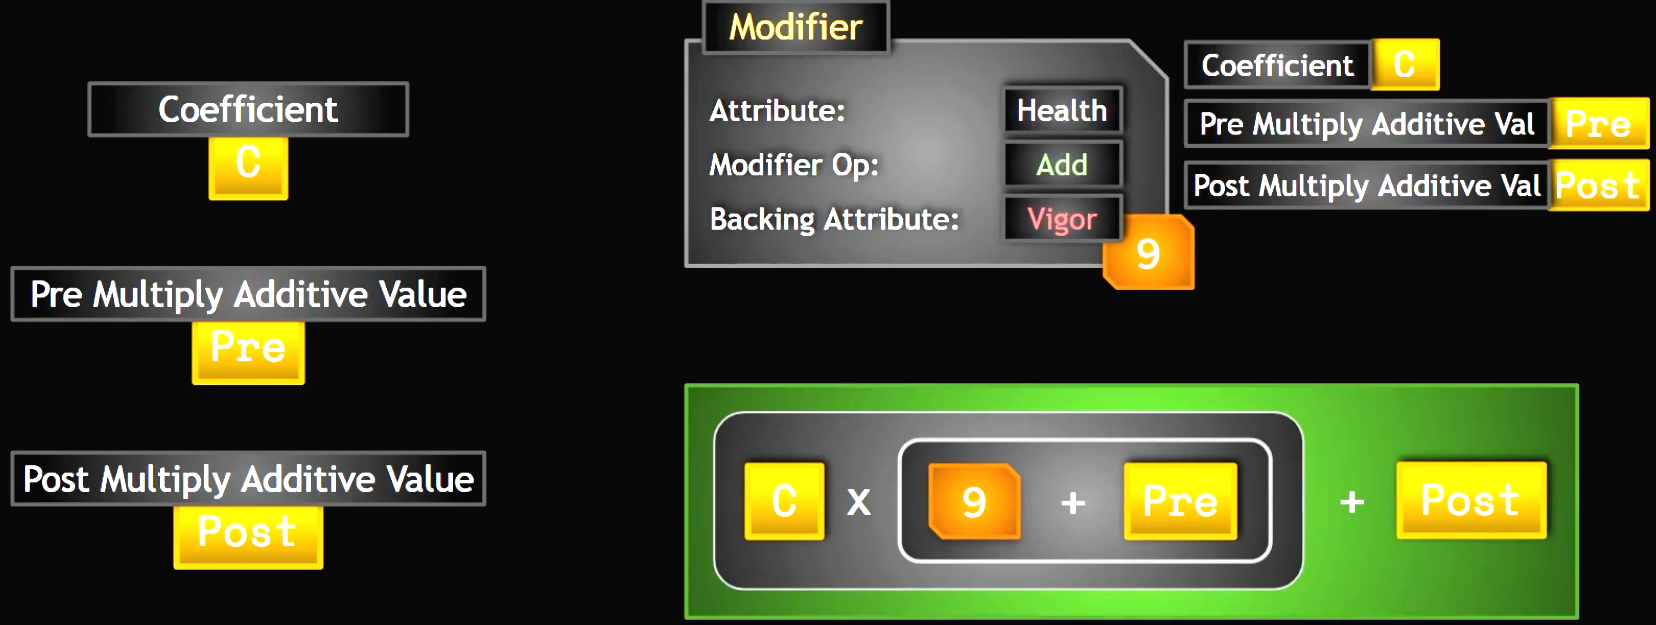 Coefficient
C
Pre Multiply Additive Value
Pre
Post Multiply Additive Value
Post
Modifier
Attribute: Health
Modifier Op: Add
Backing Attribute: Vigor
9
Coefficient C
Pre Multiply Additive Val Pre
Post Multiply Additive Val Post
C X 9 + Pre + Post